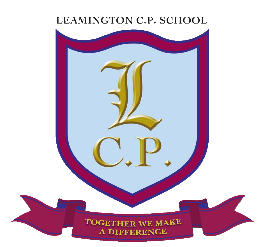 LEAMINGTON C.P. SCHOOL
L
C.P.
TOGETHER WE MAKE
A DIFFERENCE